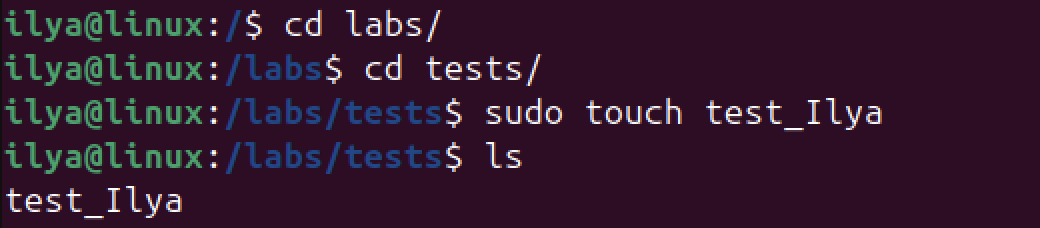 ilya@linux:/$ cd labs/
ilya@linux:/labs$ cd tests/
ilya@linux:/labs/tests$ sudo touch test_Ilya
ilya@linux:/labs/tests$ ls
test_Ilya